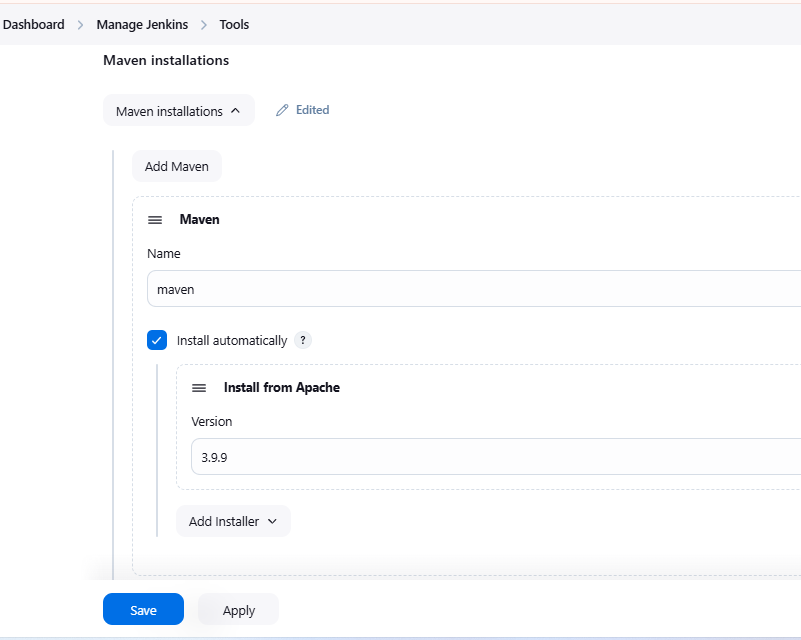 Dashboard > Manage Jenkins > Tools
Maven installations
Maven installations Edited
Add Maven
Maven
Name
maven
Install automatically ?
Install from Apache
Version
3.9.9
Add Installer
Save Apply